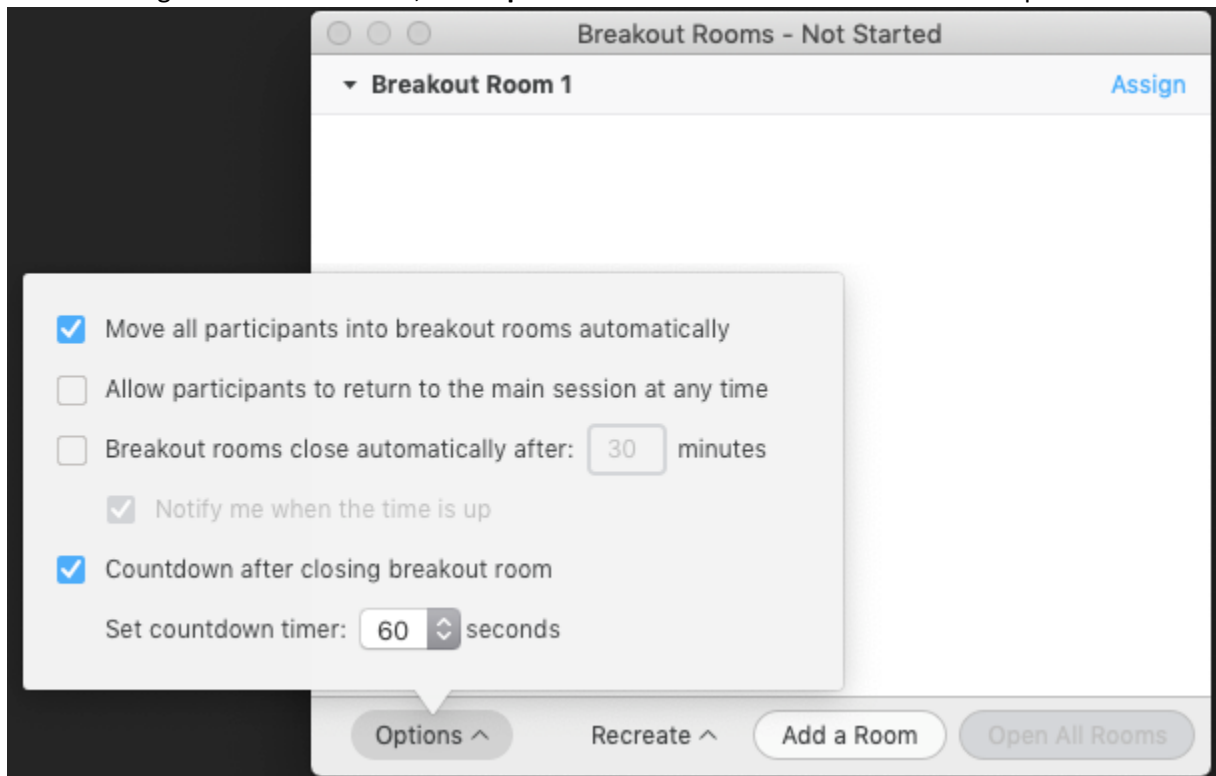 Breakout Rooms - Not Started
Breakout Room 1 Assign
Move all participants into breakout rooms automatically
Allow participants to return to the main session at any time
Breakout rooms close automatically after: 30 minutes
Notify me when the time is up
Countdown after closing breakout room
Set countdown timer: 60 seconds
Options Recreate Add a Room Open All Rooms